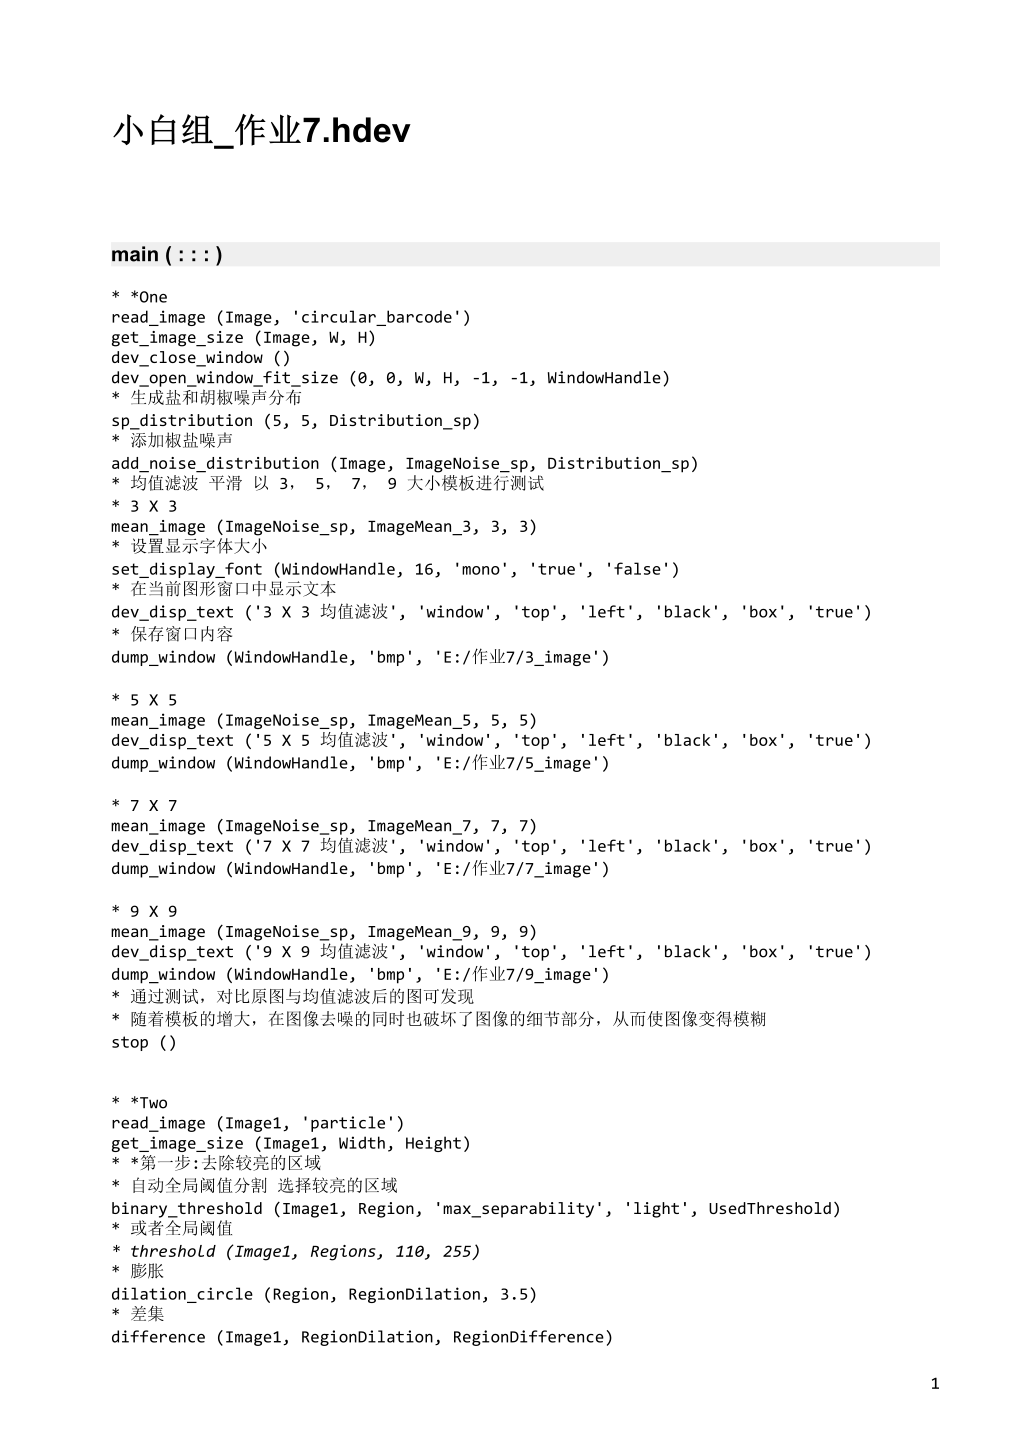 小白组_作业7.hdev
main ( : : : )
* *One
read_image (Image, 'circular_barcode')
get_image_size (Image, W, H)
dev_close_window ()
dev_open_window_fit_size (0, 0, W, H, -1, -1, WindowHandle)
* 生成盐和胡椒噪声分布
sp_distribution (5, 5, Distribution_sp)
* 添加椒盐噪声
add_noise_distribution (Image, ImageNoise_sp, Distribution_sp)
* 均值滤波 平滑 以 3， 5， 7， 9 大小模板进行测试
* 3 X 3
mean_image (ImageNoise_sp, ImageMean_3, 3, 3)
* 设置显示字体大小
set_display_font (WindowHandle, 16, 'mono', 'true', 'false')
* 在当前图形窗口中显示文本
dev_disp_text ('3 X 3 均值滤波', 'window', 'top', 'left', 'black', 'box', 'true')
* 保存窗口内容
dump_window (WindowHandle, 'bmp', 'E:/作业7/3_image')
* 5 X 5
mean_image (ImageNoise_sp, ImageMean_5, 5, 5)
dev_disp_text ('5 X 5 均值滤波', 'window', 'top', 'left', 'black', 'box', 'true')
dump_window (WindowHandle, 'bmp', 'E:/作业7/5_image')
* 7 X 7
mean_image (ImageNoise_sp, ImageMean_7, 7, 7)
dev_disp_text ('7 X 7 均值滤波', 'window', 'top', 'left', 'black', 'box', 'true')
dump_window (WindowHandle, 'bmp', 'E:/作业7/7_image')
* 9 X 9
mean_image (ImageNoise_sp, ImageMean_9, 9, 9)
dev_disp_text ('9 X 9 均值滤波', 'window', 'top', 'left', 'black', 'box', 'true')
dump_window (WindowHandle, 'bmp', 'E:/作业7/9_image')
* 通过测试，对比原图与均值滤波后的图可发现
* 随着模板的增大，在图像去噪的同时也破坏了图像的细节部分，从而使图像变得模糊
stop ()
* *Two
read_image (Image1, 'particle')
get_image_size (Image1, Width, Height)
* *第一步:去除较亮的区域
* 自动全局阈值分割 选择较亮的区域
binary_threshold (Image1, Region, 'max_separability', 'light', UsedThreshold)
* 或者全局阈值
* threshold (Image1, Regions, 110, 255)
* 膨胀
dilation_circle (Region, RegionDilation, 3.5)
* 差集
difference (Image1, RegionDilation, RegionDifference)
1